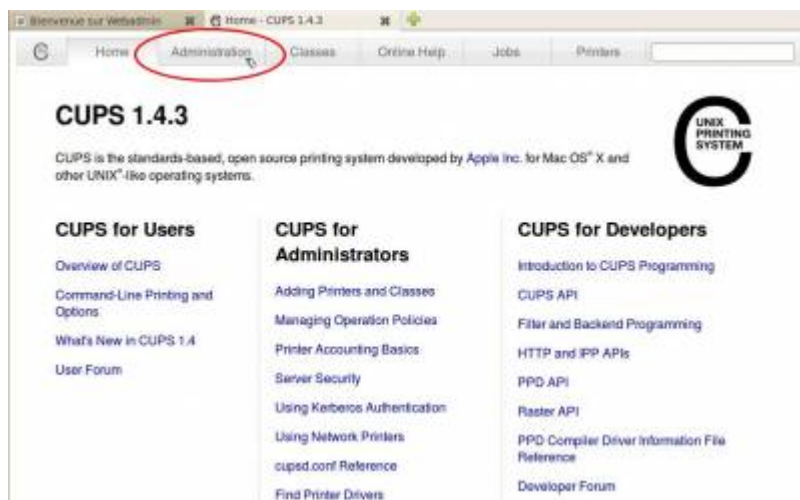 Bienvenue sur Webadmin
Home - CUPS 1.4.3
Home Administration Classes Online Help Jobs Printers
CUPS 1.4.3
UNIX
PRINTING
SYSTEM
CUPS is the standards-based, open source printing system developed by Apple Inc. for Mac OS® X and
other UNIX®-like operating systems.
CUPS for Users
Overview of CUPS
Command-Line Printing and
Options
What's New in CUPS 1.4
User Forum
CUPS for
Administrators
Adding Printers and Classes
Managing Operation Policies
Printer Accounting Basics
Server Security
Using Kerberos Authentication
Using Network Printers
cupsd.conf Reference
Find Printer Drivers
CUPS for Developers
Introduction to CUPS Programming
CUPS API
Filter and Backend Programming
HTTP and IPP APIs
PPD API
Raster API
PPD Compiler Driver Information File
Reference
Developer Forum